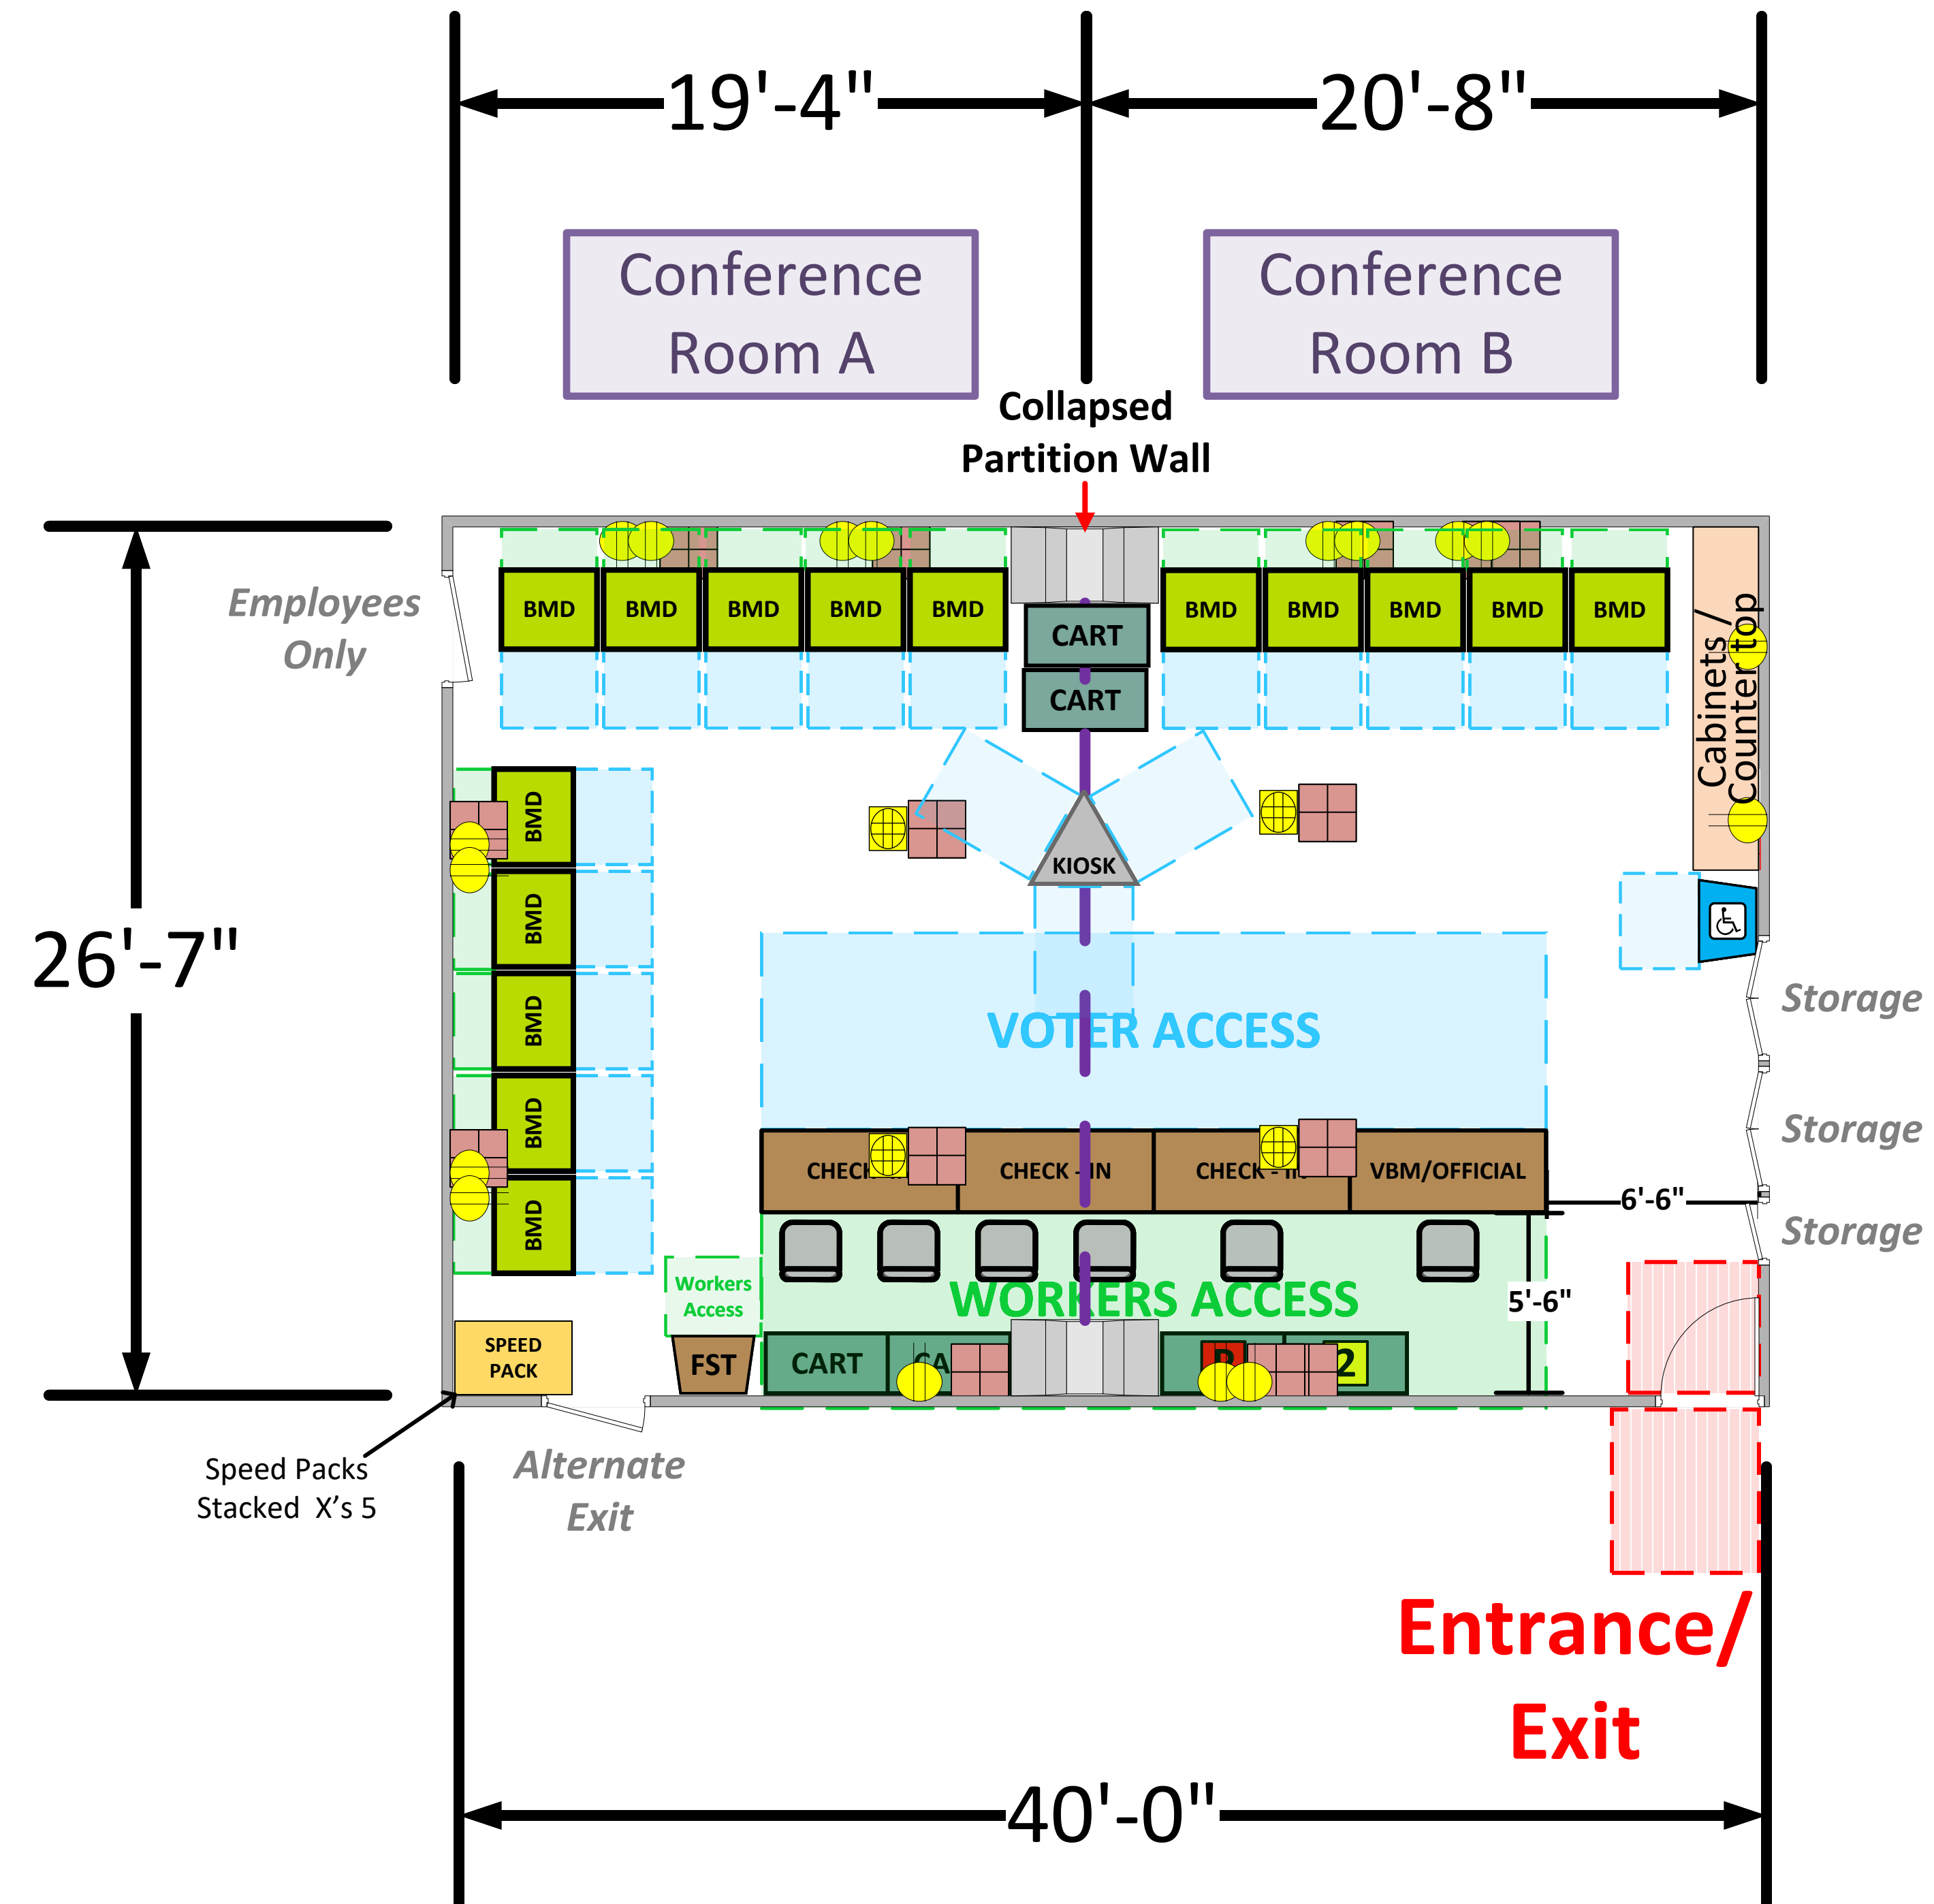 19'-4"
20'-8"
Conference
Room A
Conference
Room B
Collapsed
Partition Wall
Employees
Only
BMD
BMD
BMD
BMD
BMD
CART
CART
BMD
BMD
BMD
BMD
BMD
Cabinets /
Countertop
26'-7"
BMD
BMD
BMD
BMD
BMD
KIOSK
VOTER ACCESS
Storage
Storage
Storage
CHECK - IN
CHECK - IN
VBM/OFFICIAL
6'-6"
5'-6"
WORKERS ACCESS
Workers
Access
SPEED
PACK
FST
CART
2
Speed Packs
Stacked X's 5
Alternate
Exit
Entrance/
Exit
40'-0"